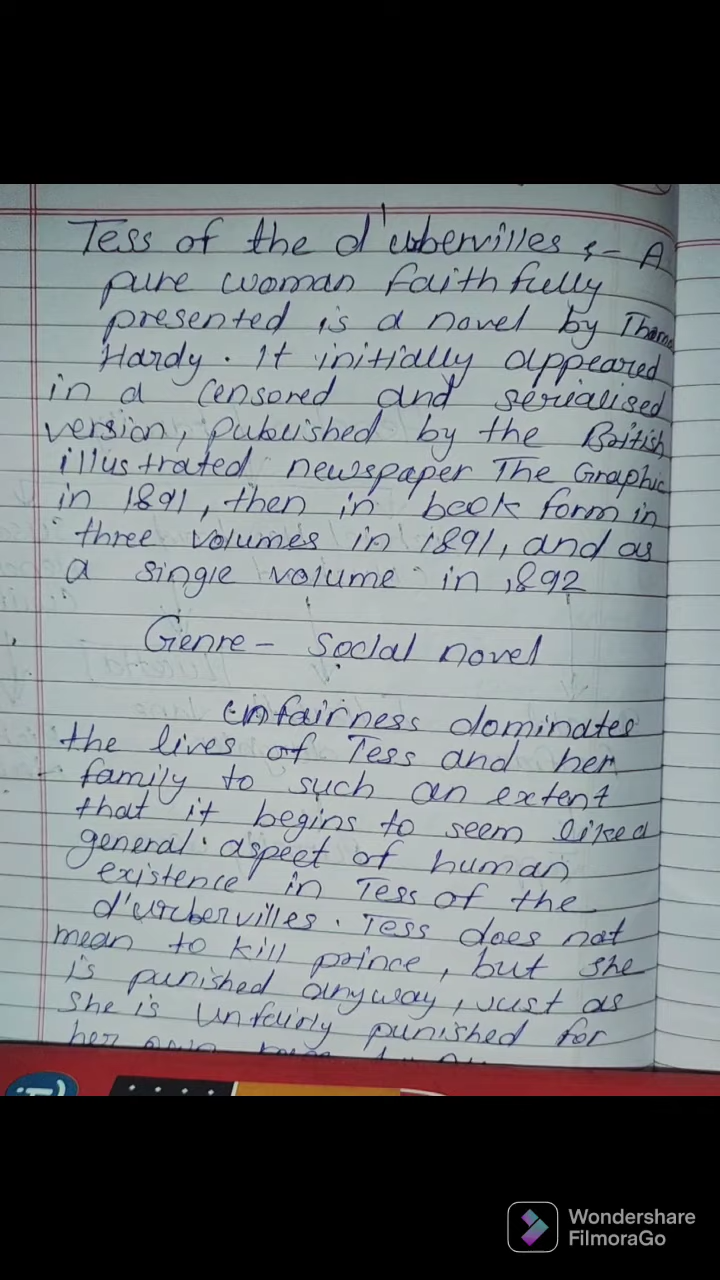 Tess of the d'urbervilles :- A
pure woman faithfully
presented is a novel by Thomas
Hardy. It initially appeared
in a censored and serialised
version, published by the British
illustrated newspaper The Graphic
in 1891, then in book form in
three volumes in 1891, and as
a single volume in 1892
Genre - Social novel
Unfairness dominates
the lives of Tess and her
family to such an extent
that it begins to seem liked
general aspect of human
existence in Tess of the
d'urbervilles. Tess does not
mean to kill prince, but she
is punished anyway, just as
she is unfairly punished for
her own
Wondershare
FilmoraGo